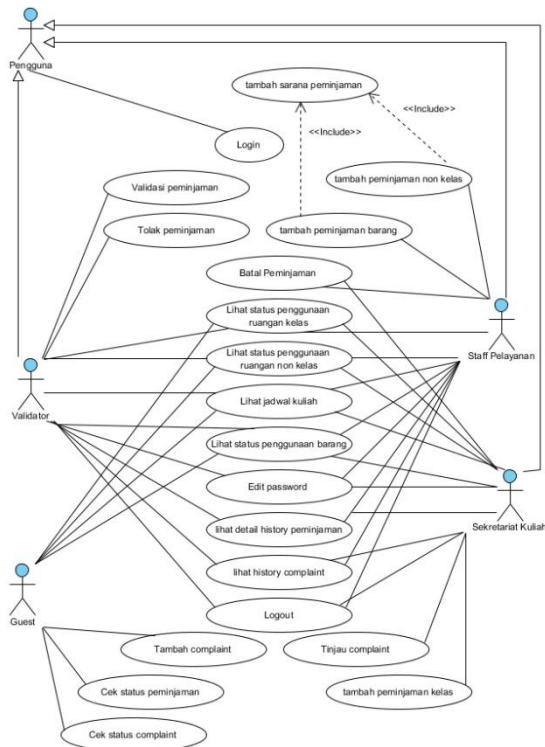 Pengguna
tambah sarana peminjaman
<<Include>>
<<Include>>
Login
tambah peminjaman non kelas
Validasi peminjaman
Tolak peminjaman
tambah peminjaman barang
Batal Peminjaman
Lihat status penggunaan
ruangan kelas
Staff Pelayanan
Lihat status penggunaan
ruangan non kelas
Validator
Lihat jadwal kuliah
Lihat status penggunaan barang
Edit password
Sekretariat Kuliah
lihat detail history peminjaman
lihat history complaint
Guest
Logout
Tambah complaint
Tinjau complaint
Cek status peminjaman
tambah peminjaman kelas
Cek status complaint